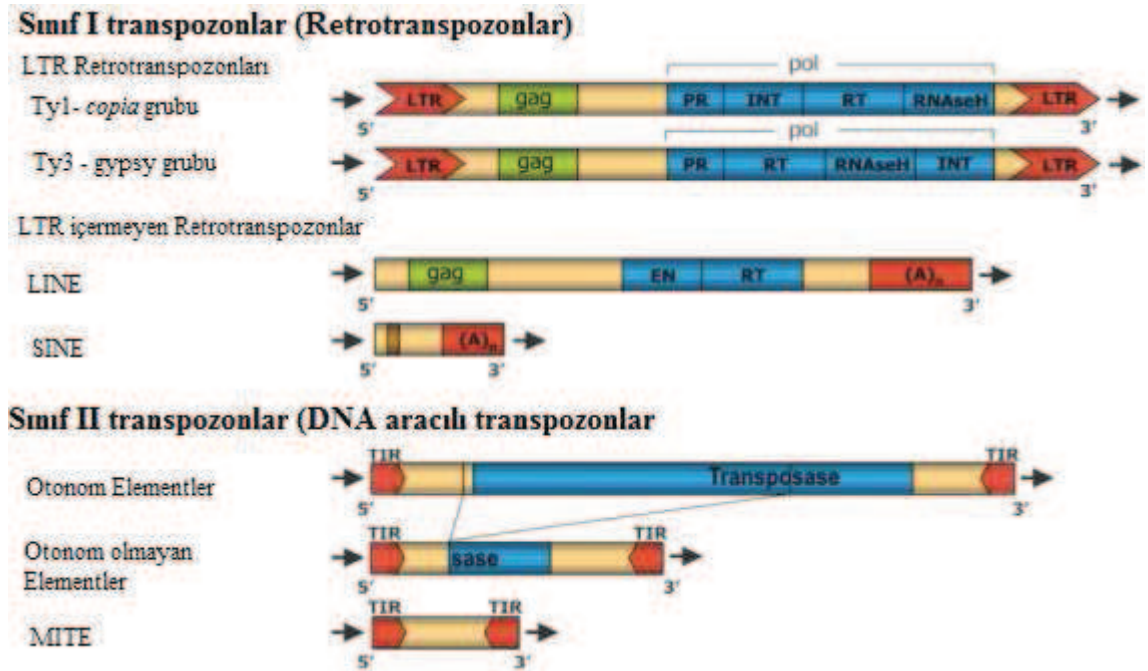 Sınıf I transpozonlar (Retrotranspozonlar)
LTR Retrotranspozonları
pol
Ty1- copia grubu
LTR gag PR INT RT RNAseH LTR
5' 3'
pol
Ty3 - gypsy grubu
LTR gag PR RT RNAseH INT LTR
5' 3'
LTR içermeyen Retrotranspozonlar
LINE
gag EN RT (A)n
5' 3'
SINE
(A)n
5' 3'
Sınıf II transpozonlar (DNA aracılı transpozonlar
TIR TIR
Otonom Elementler
Transposase
5' 3'
TIR TIR
Otonom olmayan
Elementler
sase
5' 3'
TIR TIR
MITE
5' 3'